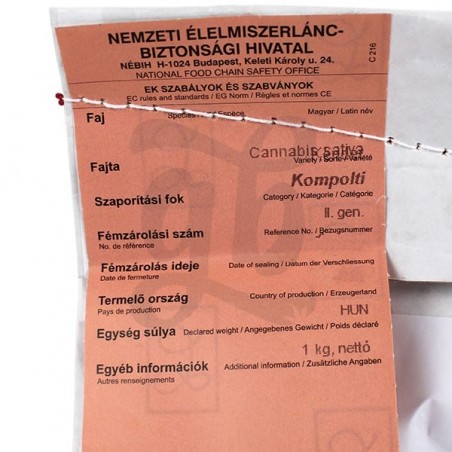 NEMZETI ÉLELMISZERLÁNC-
BIZTONSÁGI HIVATAL
NÉBIH H-1024 Budapest, Keleti Károly u. 24.
NATIONAL FOOD CHAIN SAFETY OFFICE
C 216
EK SZABÁLYOK ÉS SZABVÁNYOK
EC rules and standards / EG Norm / Règles et normes CE
Faj
Magyar / Latin név
Cannabis sativa
Fajta Variety / Sorte / Variété
Kompolti
Szaporítási fok Category / Kategorie / Catégorie
II. gen.
Fémzárolási szám Reference No. / Bezugsnummer
No. de référence
Fémzárolás ideje Date of sealing / Datum der Verschliessung
Date de fermeture
Termelő ország Country of production / Erzeugerland
Pays de production
HUN
Egység súlya Declared weight / Angegebenes Gewicht / Poids déclaré
1 kg, nettó
Egyéb információk Additional information / Zusätzliche Angaben
Autres renseignements